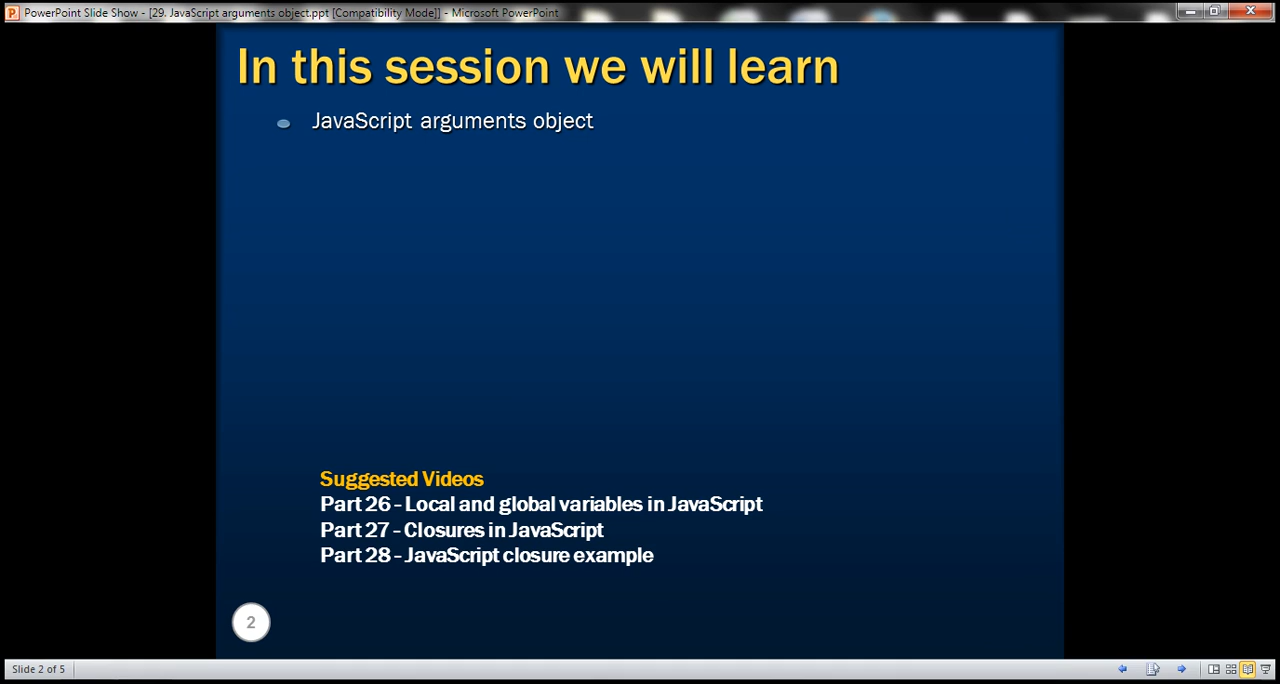 PowerPoint Slide Show - [29. JavaScript arguments object.ppt [Compatibility Mode]] - Microsoft PowerPoint
In this session we will learn
JavaScript arguments object
Suggested Videos
Part 26 - Local and global variables in JavaScript
Part 27 - Closures in JavaScript
Part 28 - JavaScript closure example
2
Slide 2 of 5